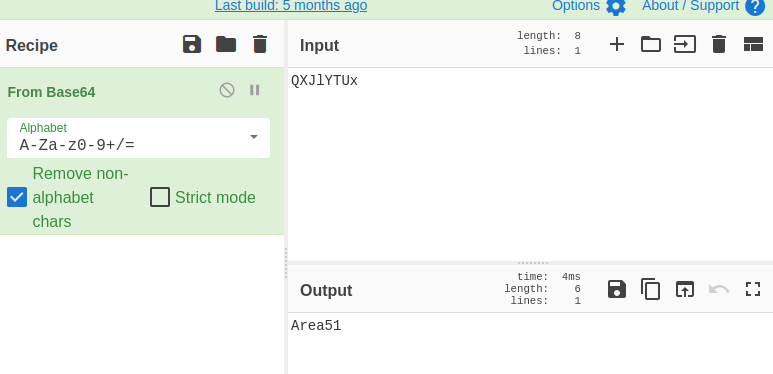 Last build: 5 months ago
Options
About / Support
Recipe
From Base64
Alphabet
A-Za-z0-9+/=
Remove non-
alphabet
chars
Strict mode
Input
length: 8
lines: 1
QXJlYTUx
Output
time: 4ms
length: 6
lines: 1
Area51